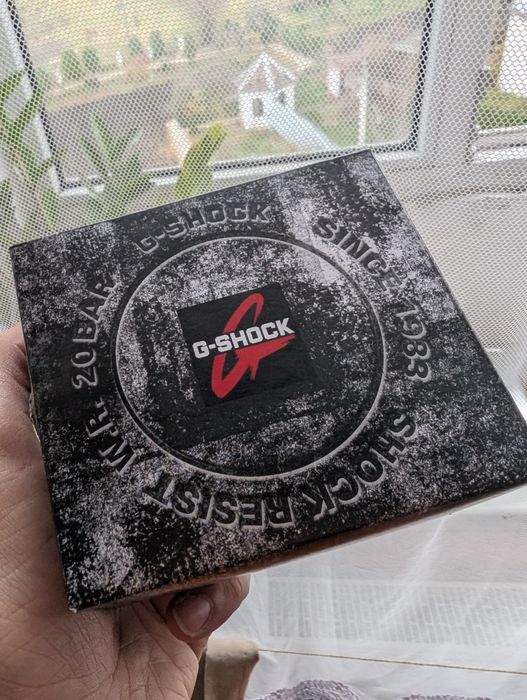 G-SHOCK
SINCE 1983
SHOCK RESIST
W.R. 20BAR
G-SHOCK